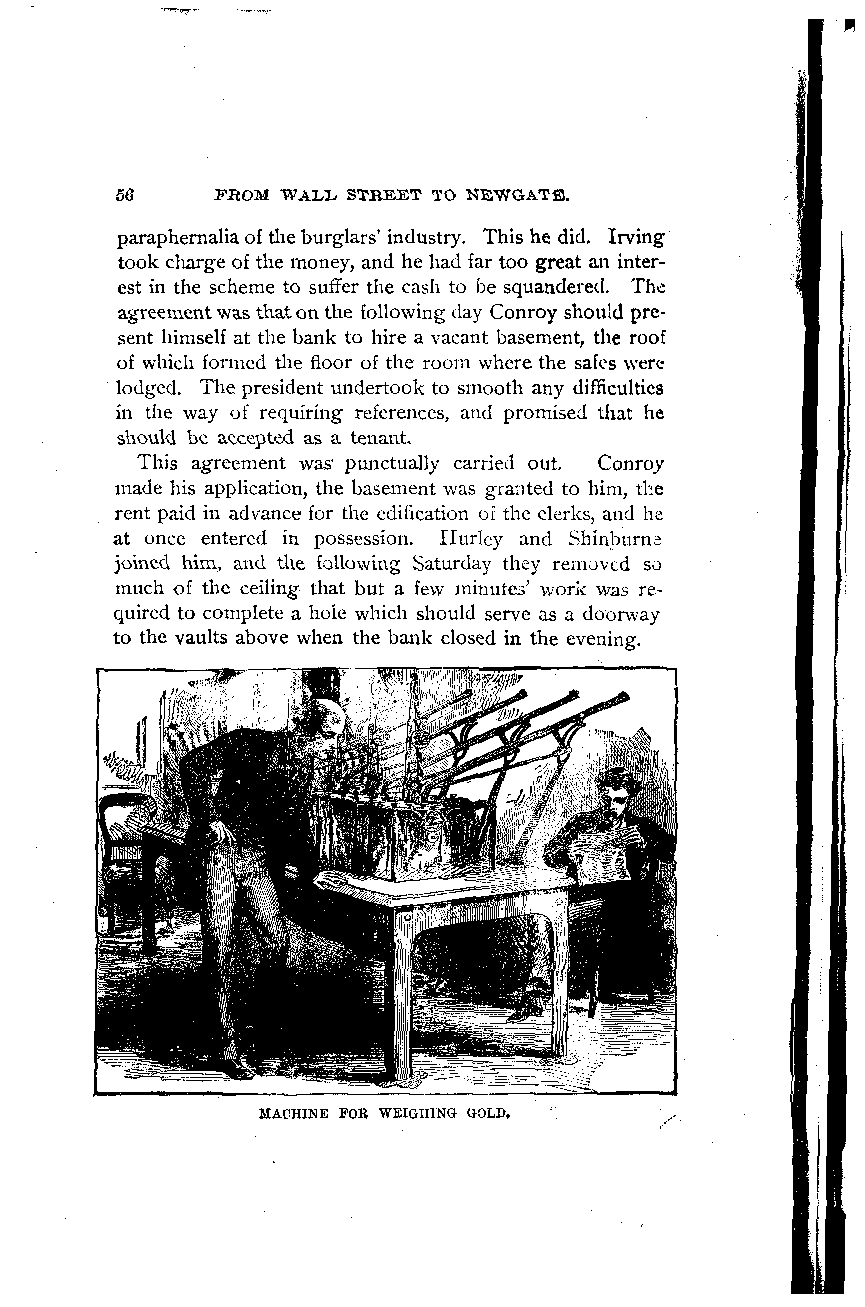 56 FROM WALL STREET TO NEWGATE.
paraphernalia of the burglars' industry. This he did. Irving
took charge of the money, and he had far too great an inter-
est in the scheme to suffer the cash to be squandered. The
agreement was that on the following day Conroy should pre-
sent himself at the bank to hire a vacant basement, the roof
of which formed the floor of the room where the safes were
lodged. The president undertook to smooth any difficulties
in the way of requiring references, and promised that he
should be accepted as a tenant.
This agreement was punctually carried out. Conroy
made his application, the basement was granted to him, the
rent paid in advance for the edification of the clerks, and he
at once entered in possession. Hurley and Shinburne
joined him, and the following Saturday they removed so
much of the ceiling that but a few minutes' work was re-
quired to complete a hole which should serve as a doorway
to the vaults above when the bank closed in the evening.
MACHINE FOR WEIGHING GOLD.